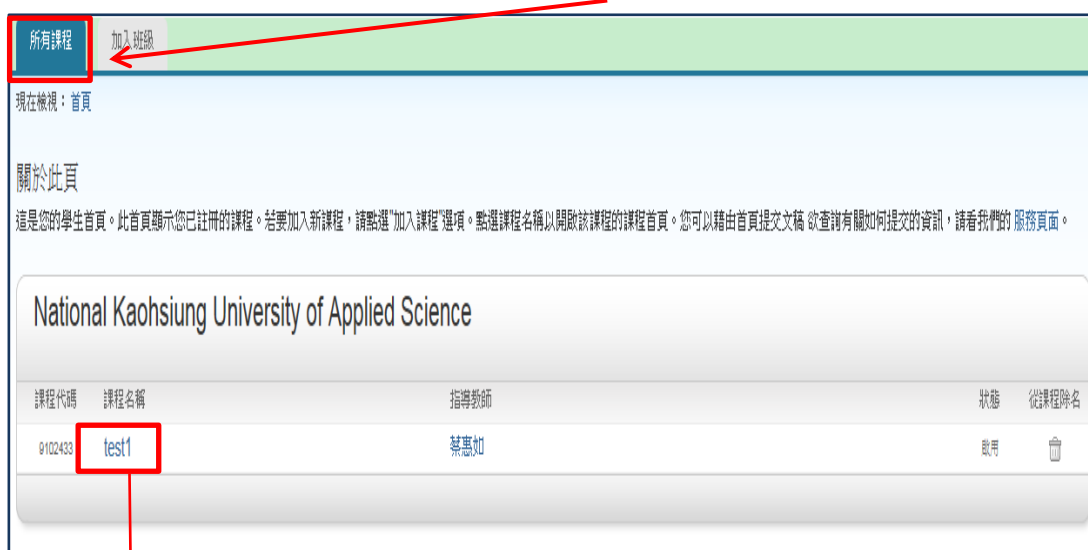 所有課程 加入班級
現在檢視：首頁
關於此頁
這是您的學生首頁。此首頁顯示您已註冊的課程。若要加入新課程，請點選"加入課程"選項。點選課程名稱以開啟該課程的課程首頁。您可以藉由首頁提交文稿 欲查詢有關如何提交的資訊，請看我們的 服務頁面。
National Kaohsiung University of Applied Science
課程代碼 課程名稱 指導教師 狀態 從課程除名
9102433 test1 蔡惠如 啟用